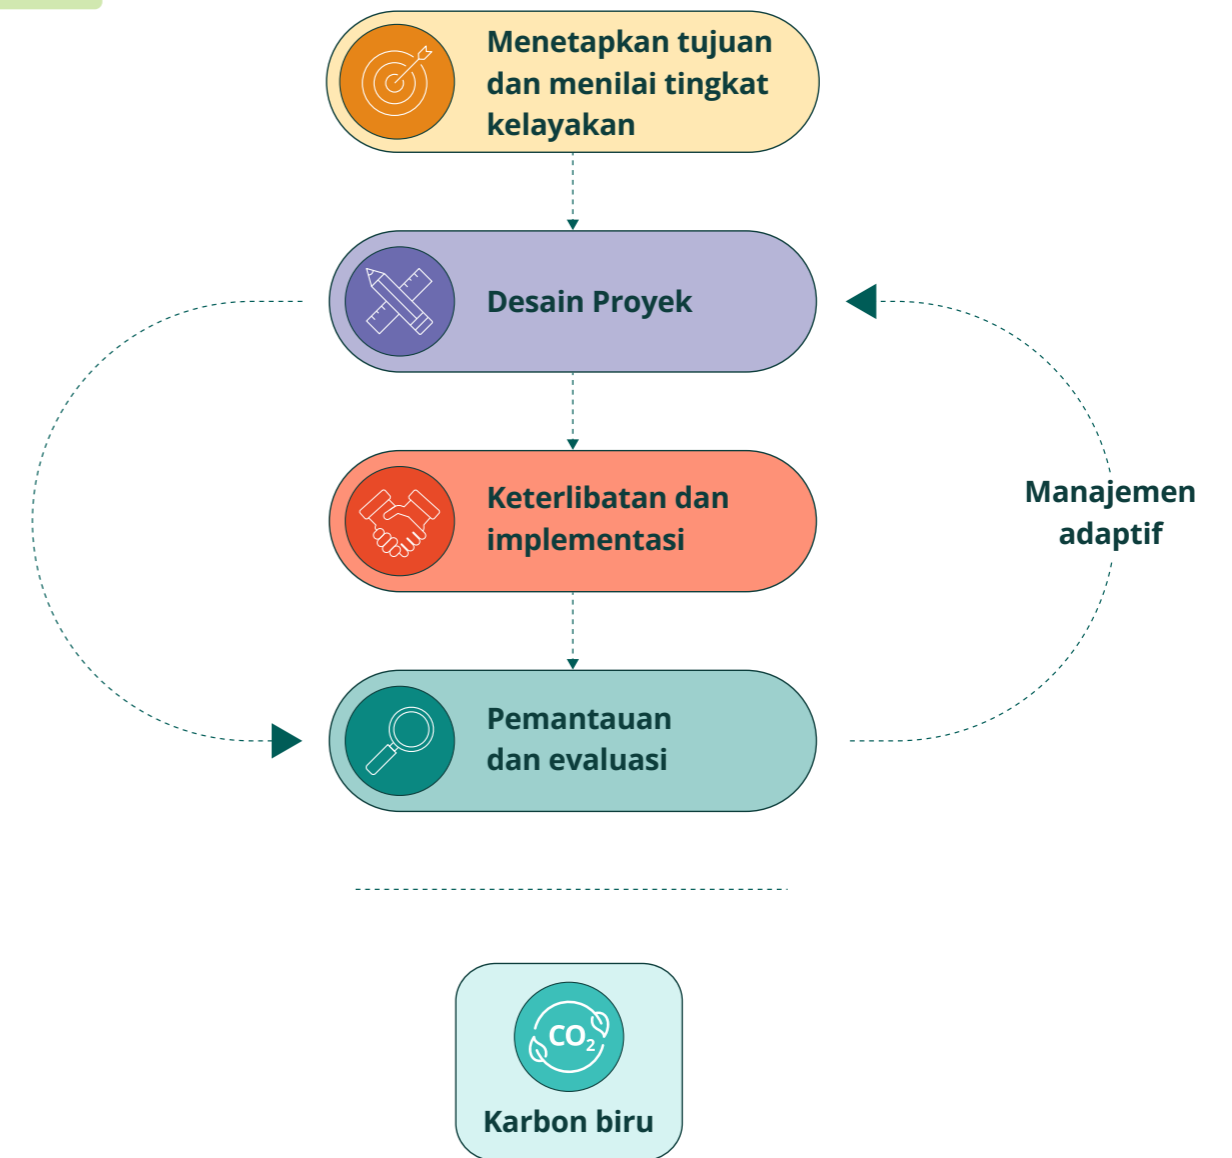 Menetapkan tujuan
dan menilai tingkat
kelayakan
Desain Proyek
Keterlibatan dan
implementasi
Manajemen
adaptif
Pemantauan
dan evaluasi
CO₂
Karbon biru